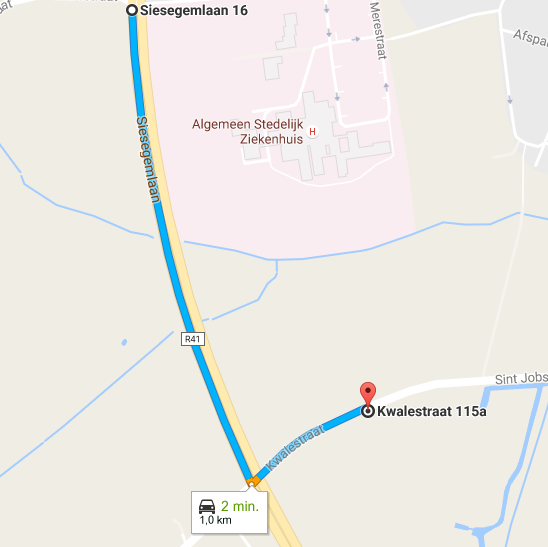 Siesegemlaan 16
Merestraat
Afspa
Algemeen Stedelijk
Ziekenhuis
H
Siesegemlaan
R41
Sint Jobs
Kwalestraat 115a
Kwalestraat
2 min.
1,0 km